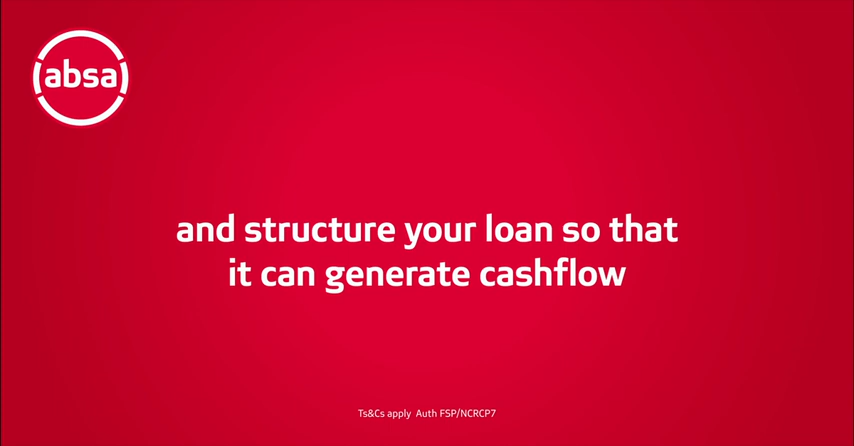 absa
and structure your loan so that
it can generate cashflow
Ts&Cs apply Auth FSP/NCRCP7